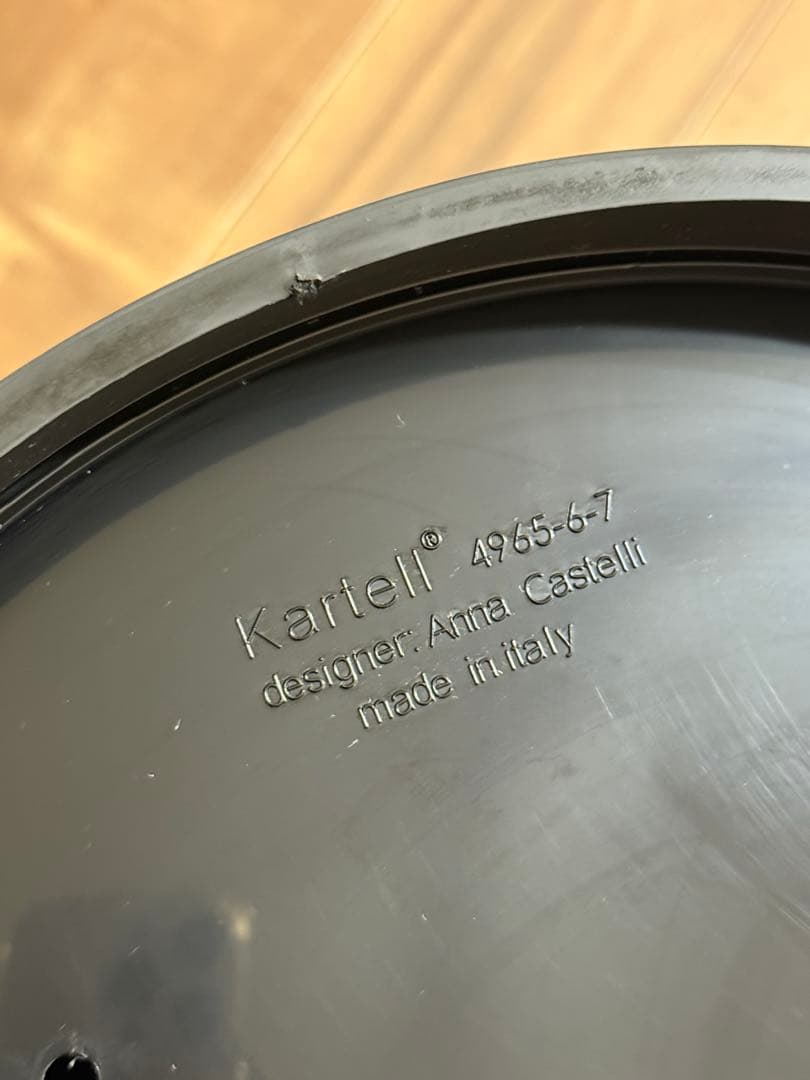 Kartell® 4965-6-7
designer: Anna Castelli
made in italy